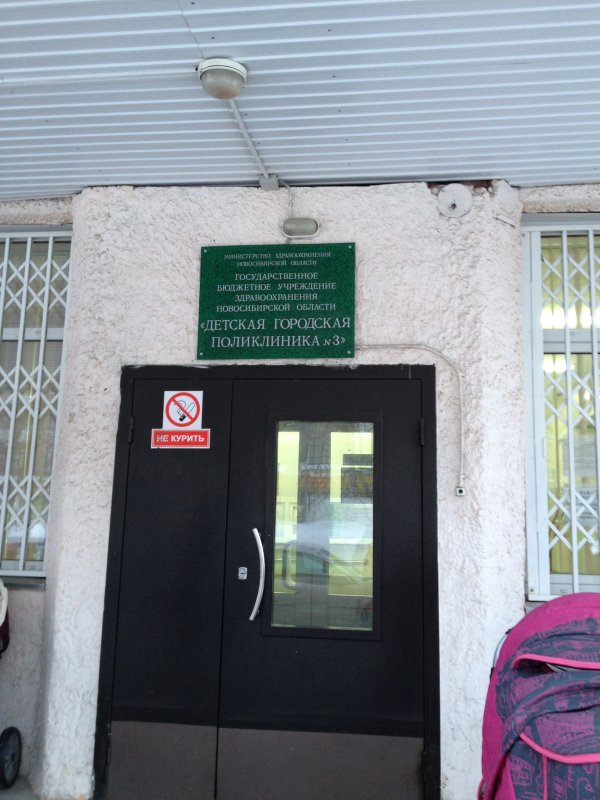 МИНИСТЕРСТВО ЗДРАВООХРАНЕНИЯ
НОВОСИБИРСКОЙ ОБЛАСТИ
ГОСУДАРСТВЕННОЕ
БЮДЖЕТНОЕ УЧРЕЖДЕНИЕ
ЗДРАВООХРАНЕНИЯ
НОВОСИБИРСКОЙ ОБЛАСТИ
«ДЕТСКАЯ ГОРОДСКАЯ
ПОЛИКЛИНИКА №3»
НЕ КУРИТЬ